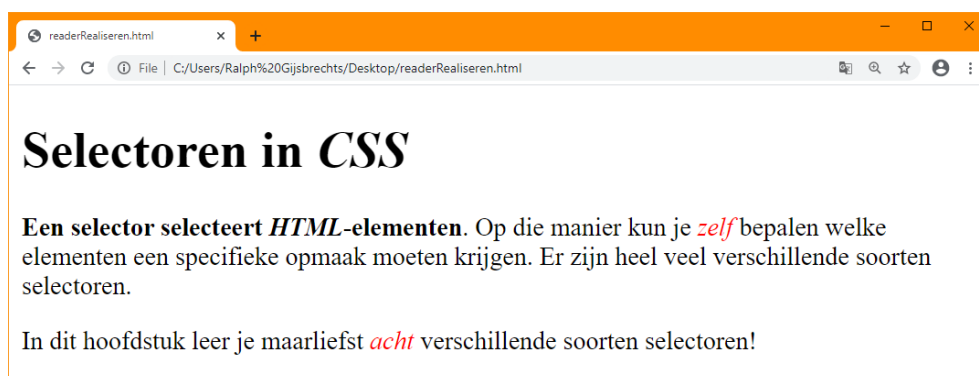 readerRealiseren.html
File | C:/Users/Ralph%20Gijsbrechts/Desktop/readerRealiseren.html
Selectoren in CSS
Een selector selecteert HTML-elementen. Op die manier kun je zelf bepalen welke
elementen een specifieke opmaak moeten krijgen. Er zijn heel veel verschillende soorten
selectoren.
In dit hoofdstuk leer je maarliefst acht verschillende soorten selectoren!